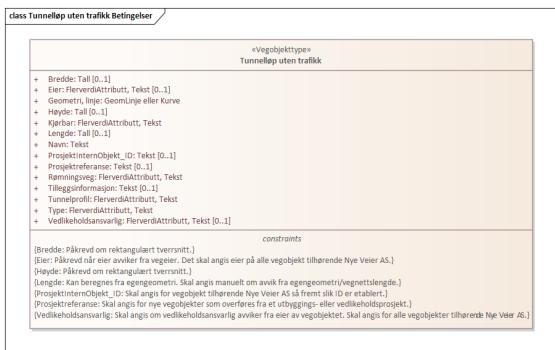 class Tunnelløp uten trafikk Betingelser
«Vegobjekttype»
Tunnelløp uten trafikk
+ Bredde: Tall [0..1]
+ Eier: FlerverdiAttributt, Tekst [0..1]
+ Geometri, linje: GeomLinje eller Kurve
+ Høyde: Tall [0..1]
+ Kjørbar: FlerverdiAttributt, Tekst
+ Lengde: Tall [0..1]
+ Navn: Tekst
+ ProsjektInternObjekt_ID: Tekst [0..1]
+ Prosjektreferanse: Tekst [0..1]
+ Rømningsveg: FlerverdiAttributt, Tekst
+ Tilleggsinformasjon: Tekst [0..1]
+ Tunnelprofil: FlerverdiAttributt, Tekst
+ Type: FlerverdiAttributt, Tekst
+ Vedlikeholdsansvarlig: FlerverdiAttributt, Tekst [0..1]
constraints
{Bredde: Påkrevd om rektangulært tverrsnitt.}
{Eier: Påkrevd når eier avviker fra vegeier. Det skal angis eier på alle vegobjekt tilhørende Nye Veier AS.}
{Høyde: Påkrevd om rektangulært tverrsnitt.}
{Lengde: Kan beregnes fra egengeometri. Skal angis manuelt om avvik fra egengeometri/vegnettslengde.}
{ProsjektInternObjekt_ID: Skal angis for vegobjekt tilhørende Nye Veier AS så fremt slik ID er etablert.}
{Prosjektreferanse: Skal angis for nye vegobjekter som overføres fra et utbyggings- eller vedlikeholdsprosjekt.}
{Vedlikeholdsansvarlig: Skal angis om vedlikeholdsansvarlig avviker fra eier av vegobjektet. Skal angis for alle vegobjekter tilhørende Nye Veier AS.}